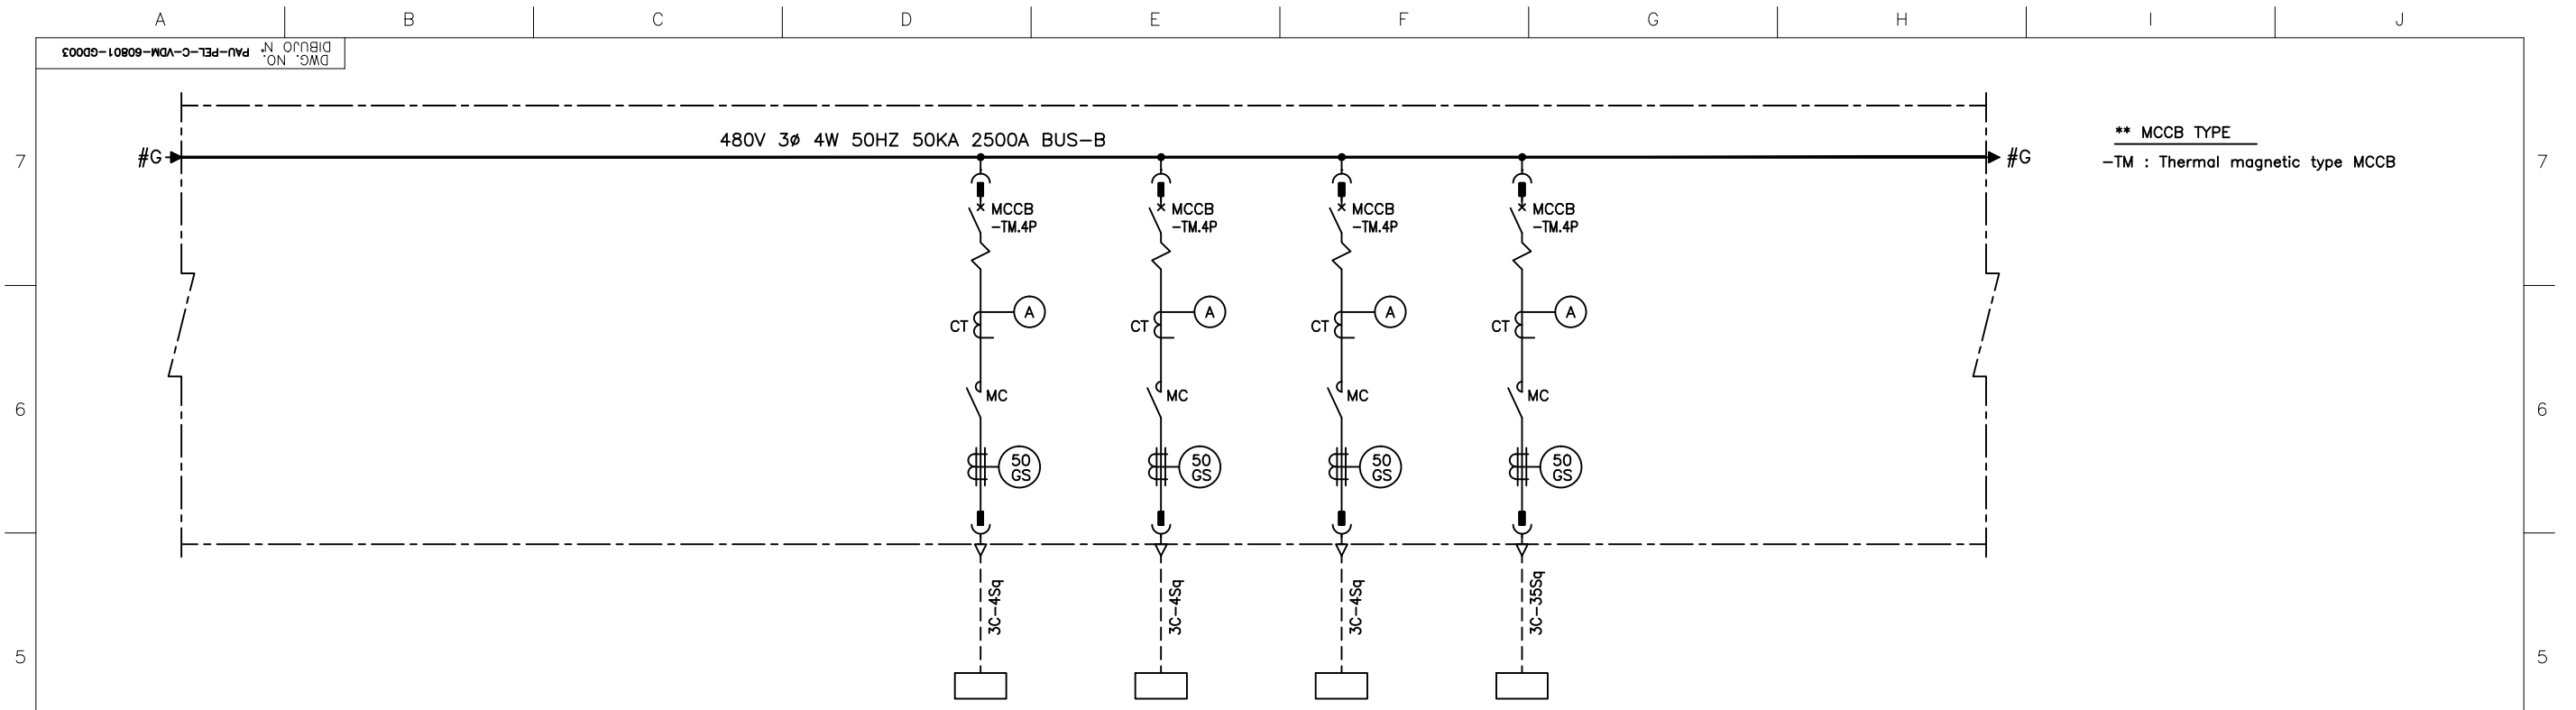 A B C D E F G H I J
DWG. NO.
DIBUJO N°
PAU-PEL-C-VDM-60801-GD003
480V 3ø 4W 50HZ 50KA 2500A BUS-B
** MCCB TYPE
7 #G #G 7
-TM : Thermal magnetic type MCCB
MCCB MCCB MCCB MCCB
-TM.4P -TM.4P -TM.4P -TM.4P
A A A A
CT CT CT CT
MC MC MC MC
6 6
50 50 50 50
GS GS GS GS
3C-4Sq 3C-4Sq 3C-4Sq 3C-35Sq
5 5